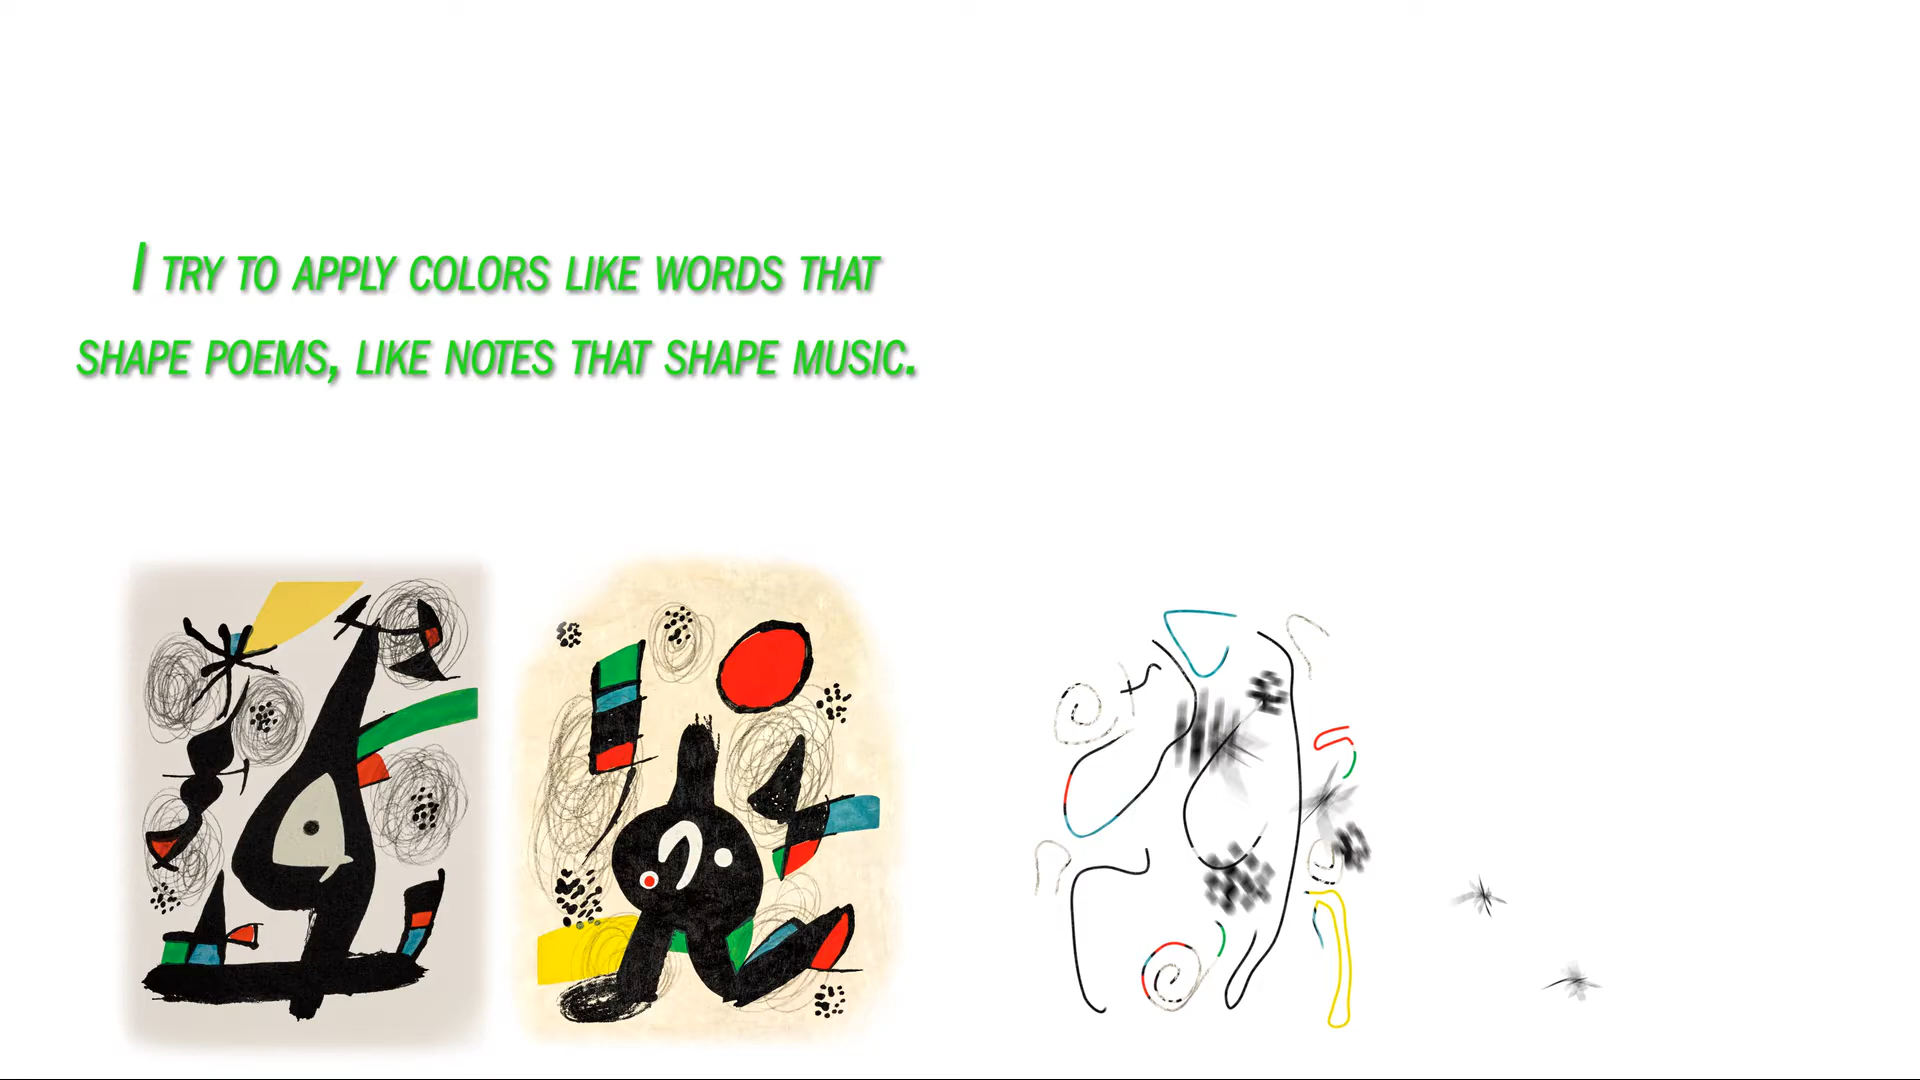 I TRY TO APPLY COLORS LIKE WORDS THAT
SHAPE POEMS, LIKE NOTES THAT SHAPE MUSIC.